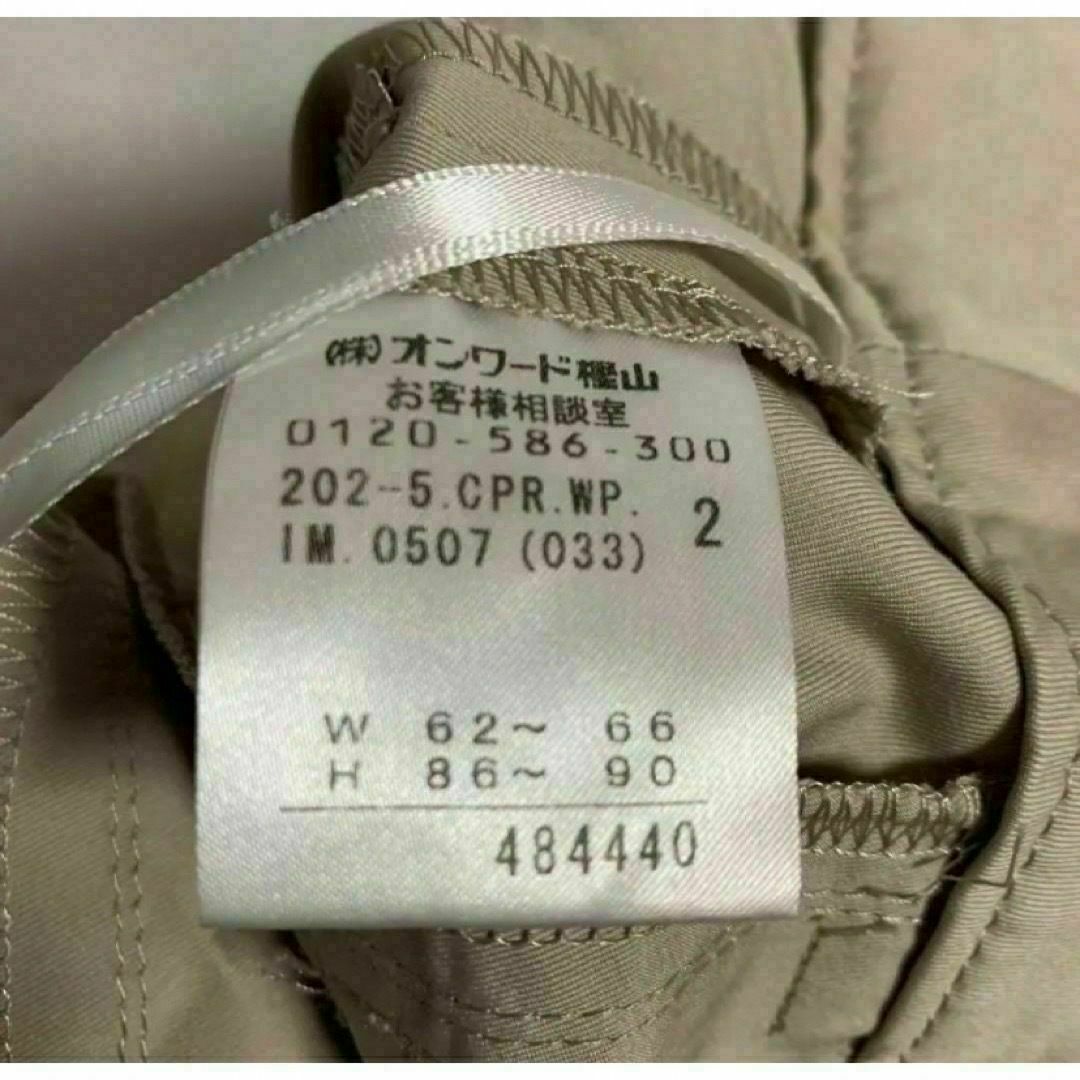 (株)オンワード樫山
お客様相談室
0120-586-300
202-5.CPR.WP. 2
IM. 0507 (033)
W 62~ 66
H 86~ 90
484440